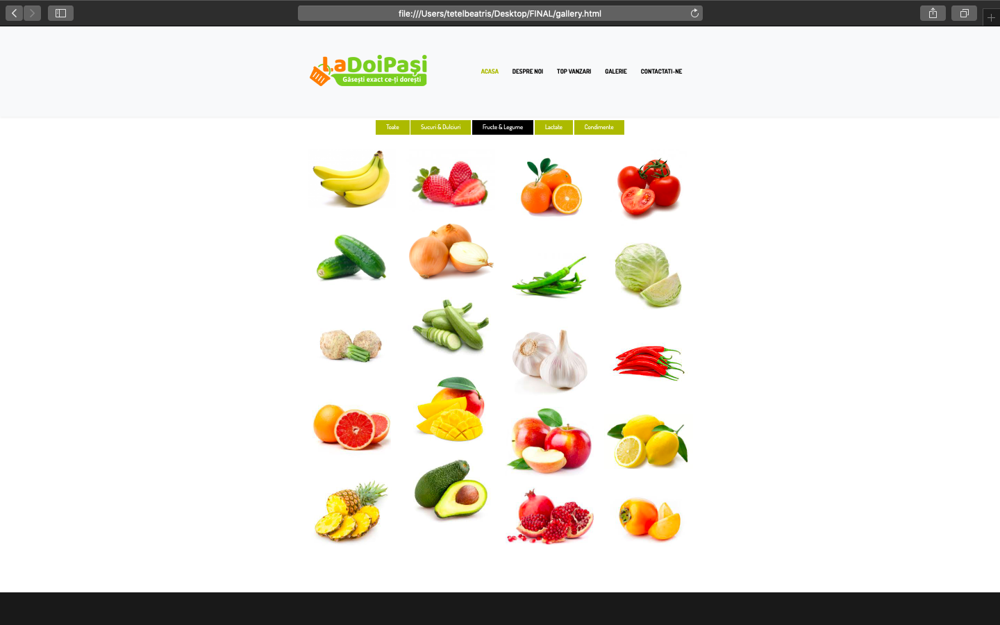 file:///Users/tetelbeatris/Desktop/FINAL/gallery.html
LaDoiPași
Găsești exact ce-ți dorești
ACASA DESPRE NOI TOP VANZARI GALERIE CONTACTATI-NE
Toate Sucuri & Dulciuri Fructe & Legume Lactate Condimente